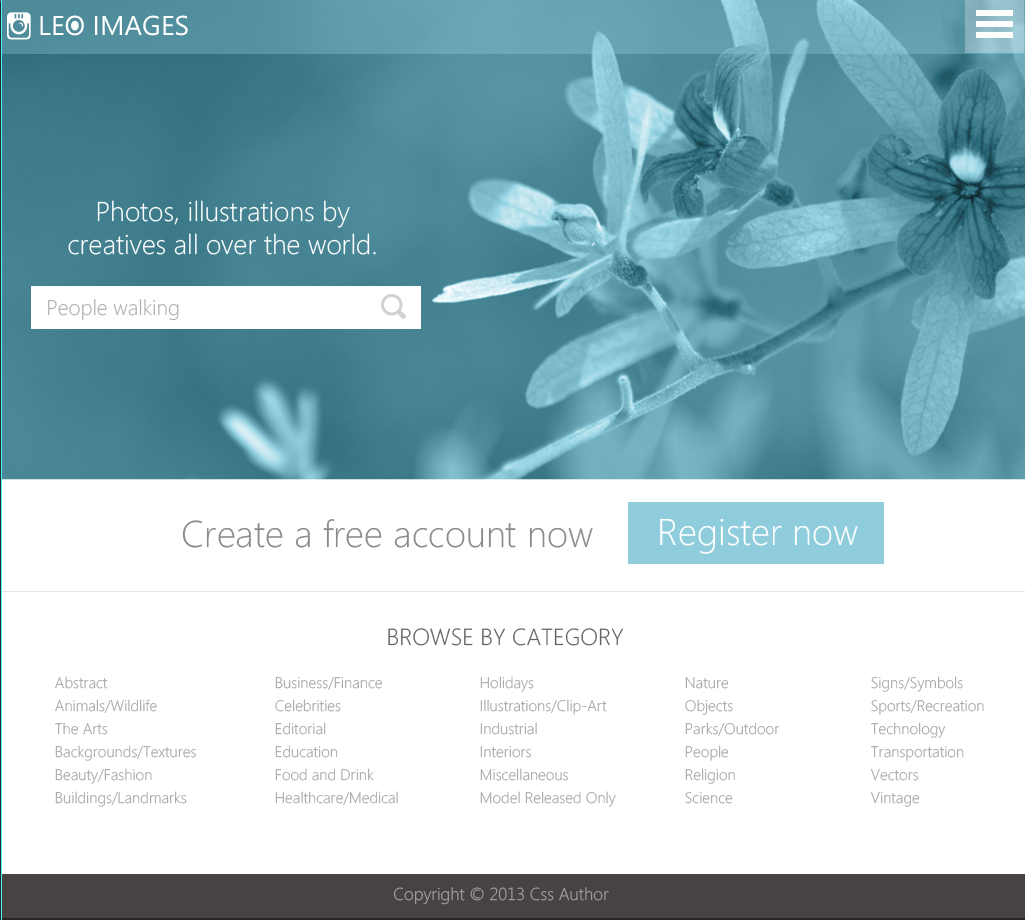 LEO IMAGES
Photos, illustrations by
creatives all over the world.
People walking
Create a free account now
Register now
BROWSE BY CATEGORY
Abstract
Animals/Wildlife
The Arts
Backgrounds/Textures
Beauty/Fashion
Buildings/Landmarks
Business/Finance
Celebrities
Editorial
Education
Food and Drink
Healthcare/Medical
Holidays
Illustrations/Clip-Art
Industrial
Interiors
Miscellaneous
Model Released Only
Nature
Objects
Parks/Outdoor
People
Religion
Science
Signs/Symbols
Sports/Recreation
Technology
Transportation
Vectors
Vintage
Copyright © 2013 Css Author